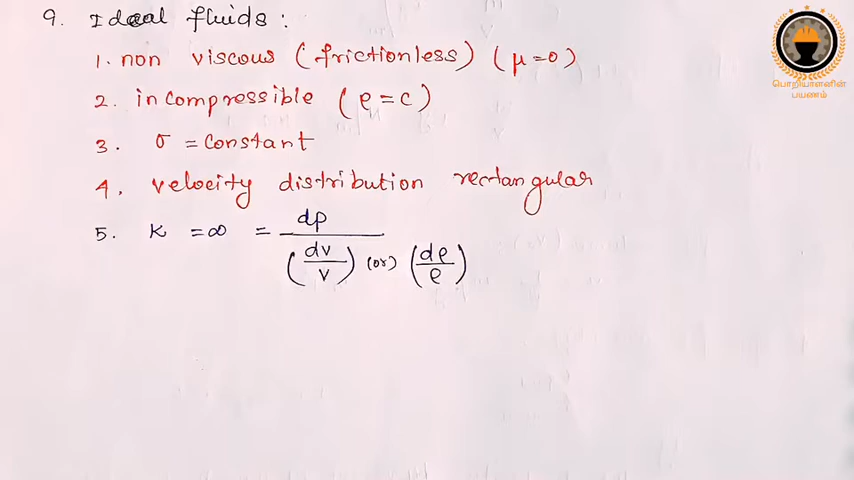 9. Ideal fluids :
1. non viscous (frictionless) (μ=0)
2. incompressible (ρ=c)
3. σ = constant
4. velocity distribution rectangular
5. K = ∞ = dp / (dv/v) (or) (dρ/ρ)
பொறியாளனின்
பயணம்